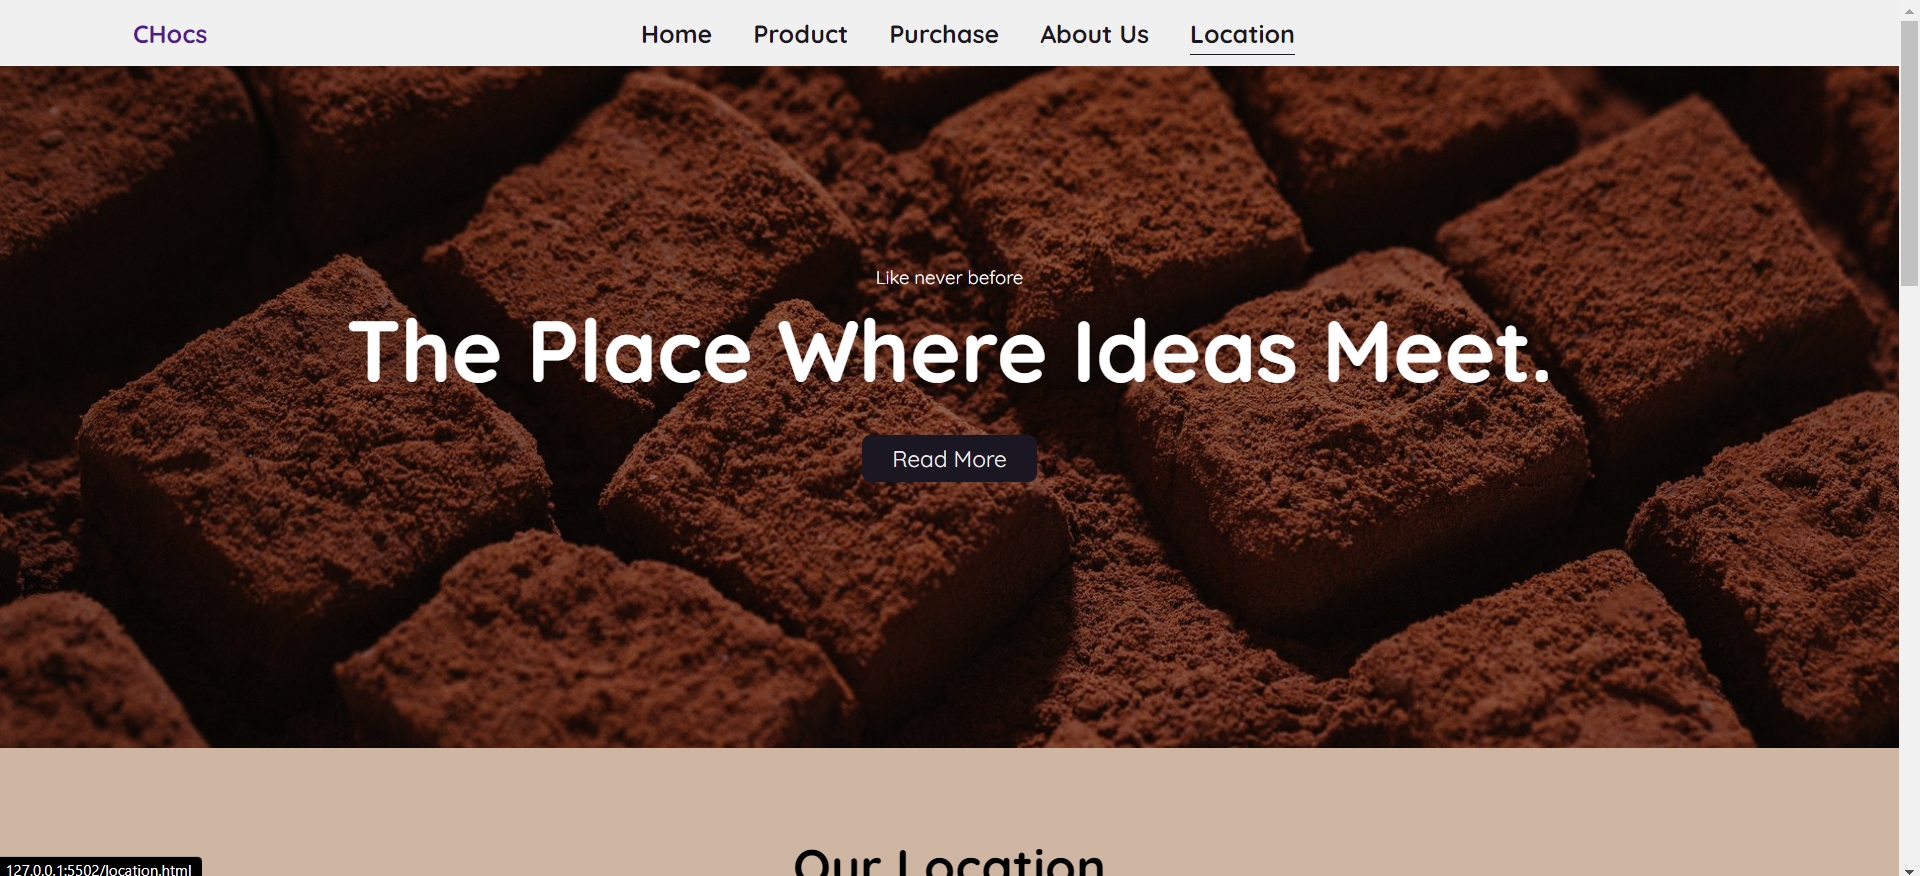 CHocs Home Product Purchase About Us Location
Like never before
The Place Where Ideas Meet.
Read More
Our Location
127.0.0.1:5502/location.html